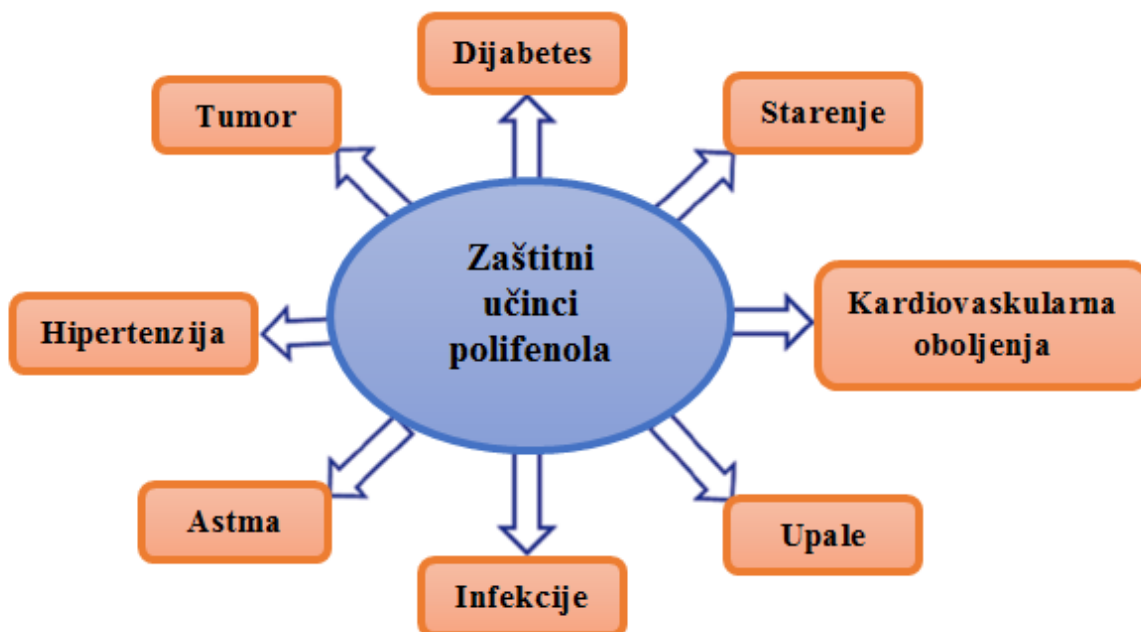 Dijabetes
Tumor
Starenje
Zaštitni
učinci
polifenola
Hipertenzija
Kardiovaskularna
oboljenja
Astma
Upale
Infekcije